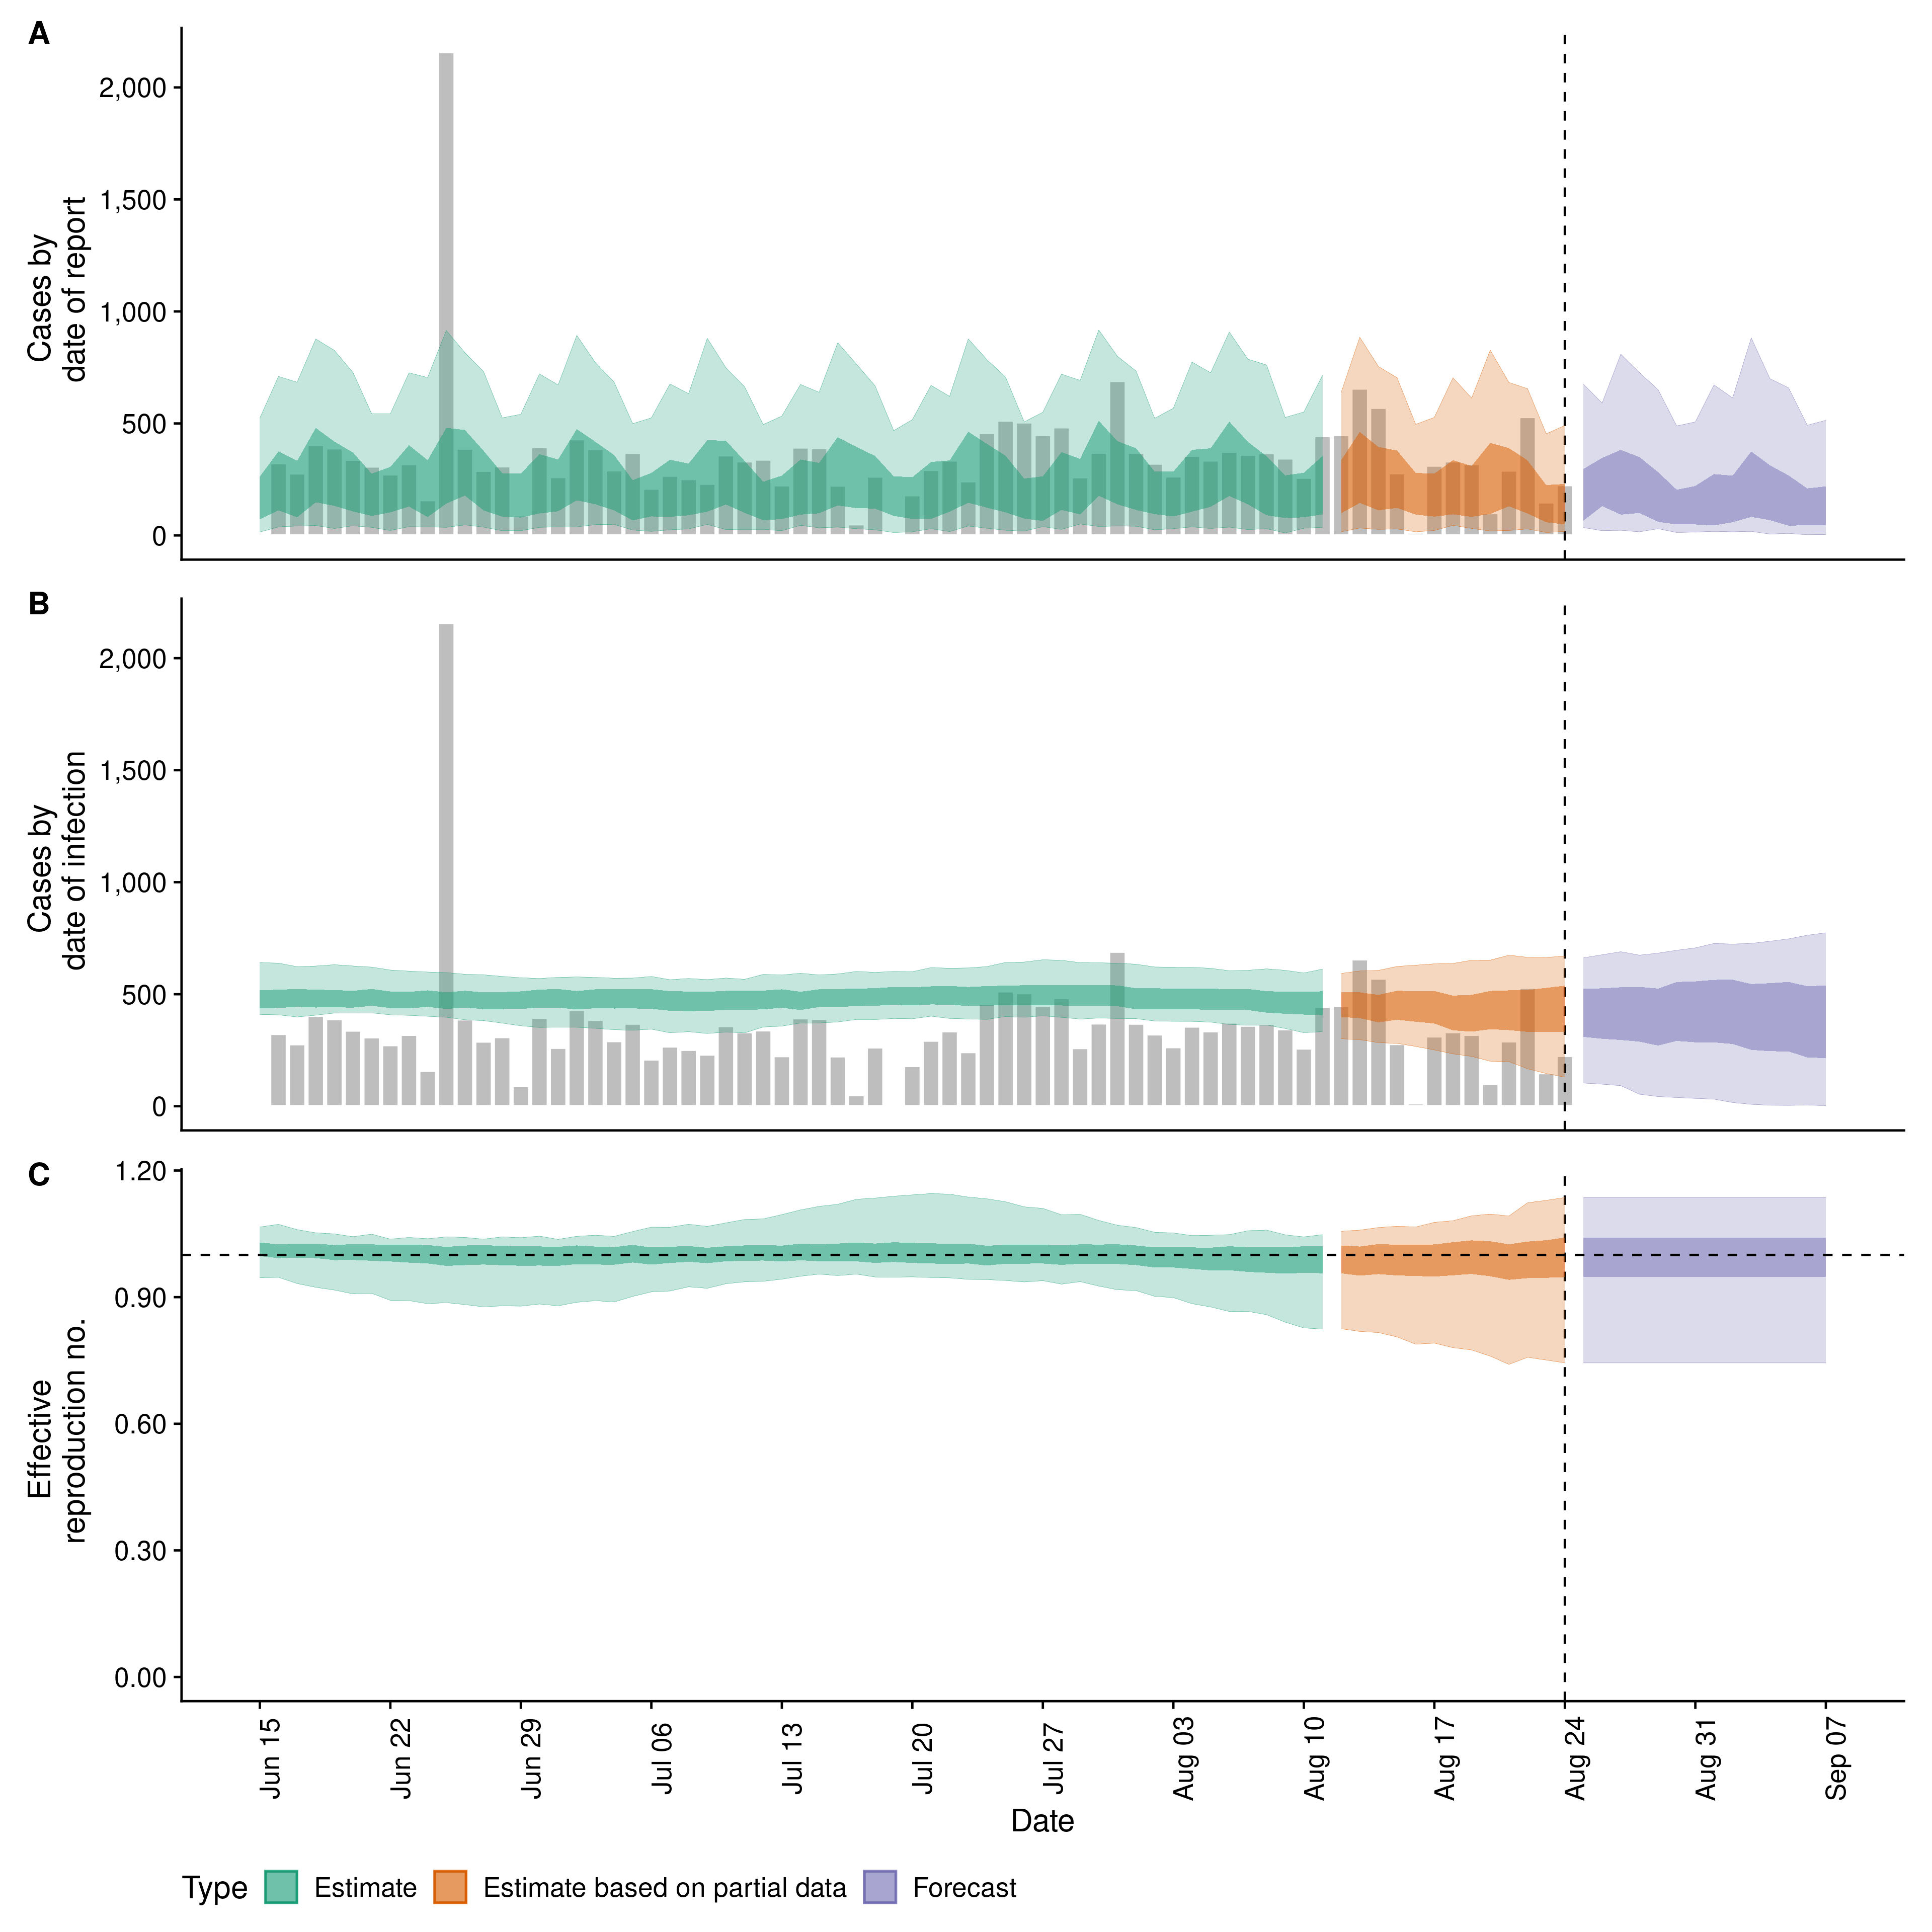 A
Cases by
date of report
2,000
1,500
1,000
500
0
B
Cases by
date of infection
2,000
1,500
1,000
500
0
C
Effective
reproduction no.
1.20
0.90
0.60
0.30
0.00
Jun 15
Jun 22
Jun 29
Jul 06
Jul 13
Jul 20
Jul 27
Aug 03
Aug 10
Aug 17
Aug 24
Aug 31
Sep 07
Date
Type Estimate Estimate based on partial data Forecast